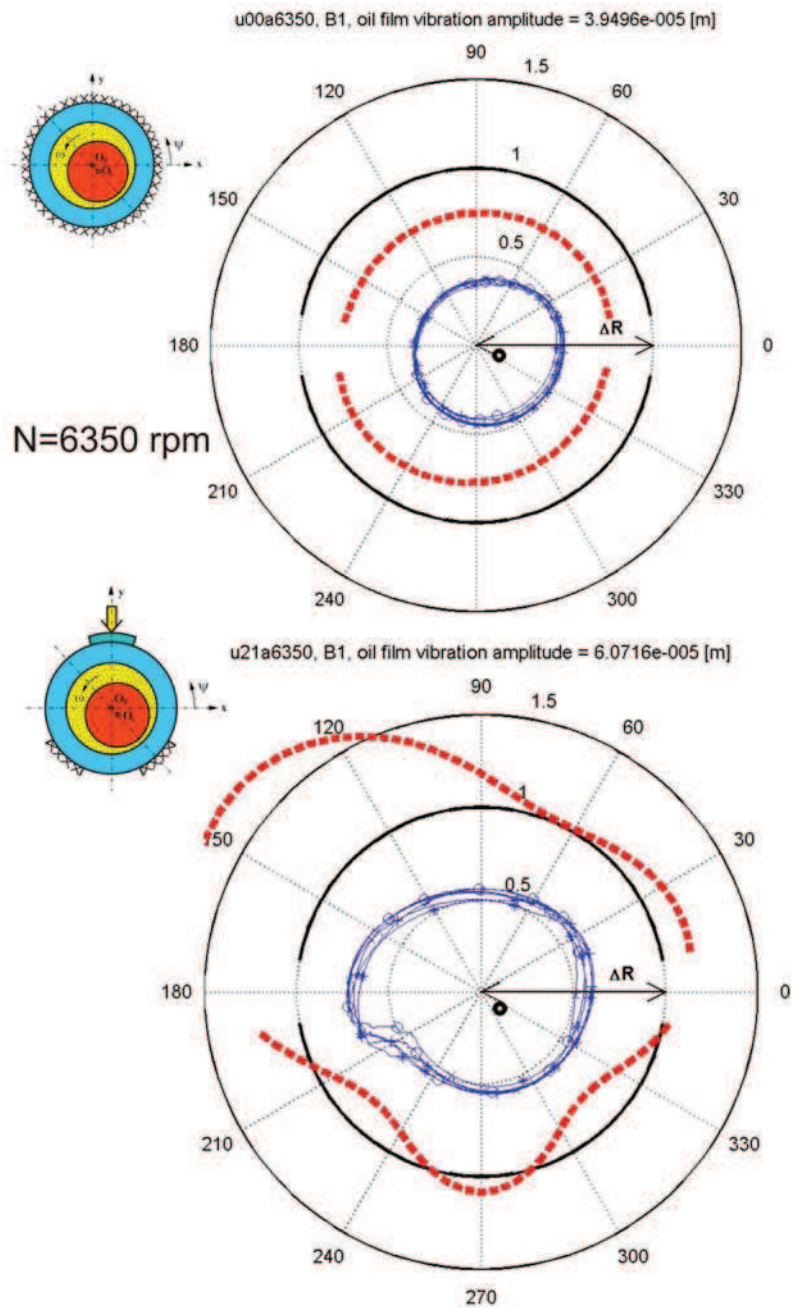 u00a6350, B1, oil film vibration amplitude = 3.9496e-005 [m]
90
1.5
120
60
y
ψ
ω
x
1
150
30
0.5
ΔR
180
0
N=6350 rpm
210
330
240
300
y
u21a6350, B1, oil film vibration amplitude = 6.0716e-005 [m]
90
1.5
ψ
ω
x
120
60
1
150
30
0.5
ΔR
180
0
210
330
240
300
270